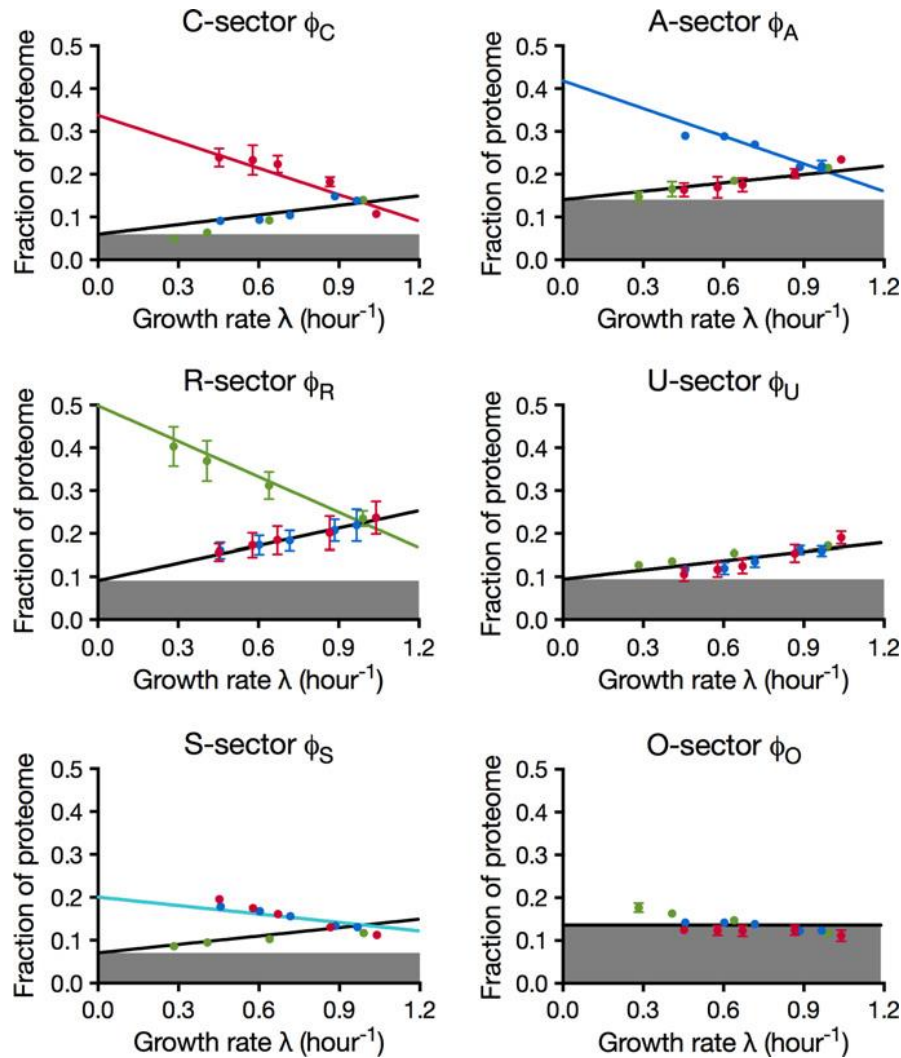 C-sector ϕC
A-sector ϕA
Fraction of proteome
0.5
0.4
0.3
0.2
0.1
0.0
0.0 0.3 0.6 0.9 1.2
Growth rate λ (hour-1)
Fraction of proteome
0.5
0.4
0.3
0.2
0.1
0.0
0.0 0.3 0.6 0.9 1.2
Growth rate λ (hour-1)
R-sector ϕR
U-sector ϕU
Fraction of proteome
0.5
0.4
0.3
0.2
0.1
0.0
0.0 0.3 0.6 0.9 1.2
Growth rate λ (hour-1)
Fraction of proteome
0.5
0.4
0.3
0.2
0.1
0.0
0.0 0.3 0.6 0.9 1.2
Growth rate λ (hour-1)
S-sector ϕS
O-sector ϕO
Fraction of proteome
0.5
0.4
0.3
0.2
0.1
0.0
0.0 0.3 0.6 0.9 1.2
Growth rate λ (hour-1)
Fraction of proteome
0.5
0.4
0.3
0.2
0.1
0.0
0.0 0.3 0.6 0.9 1.2
Growth rate λ (hour-1)